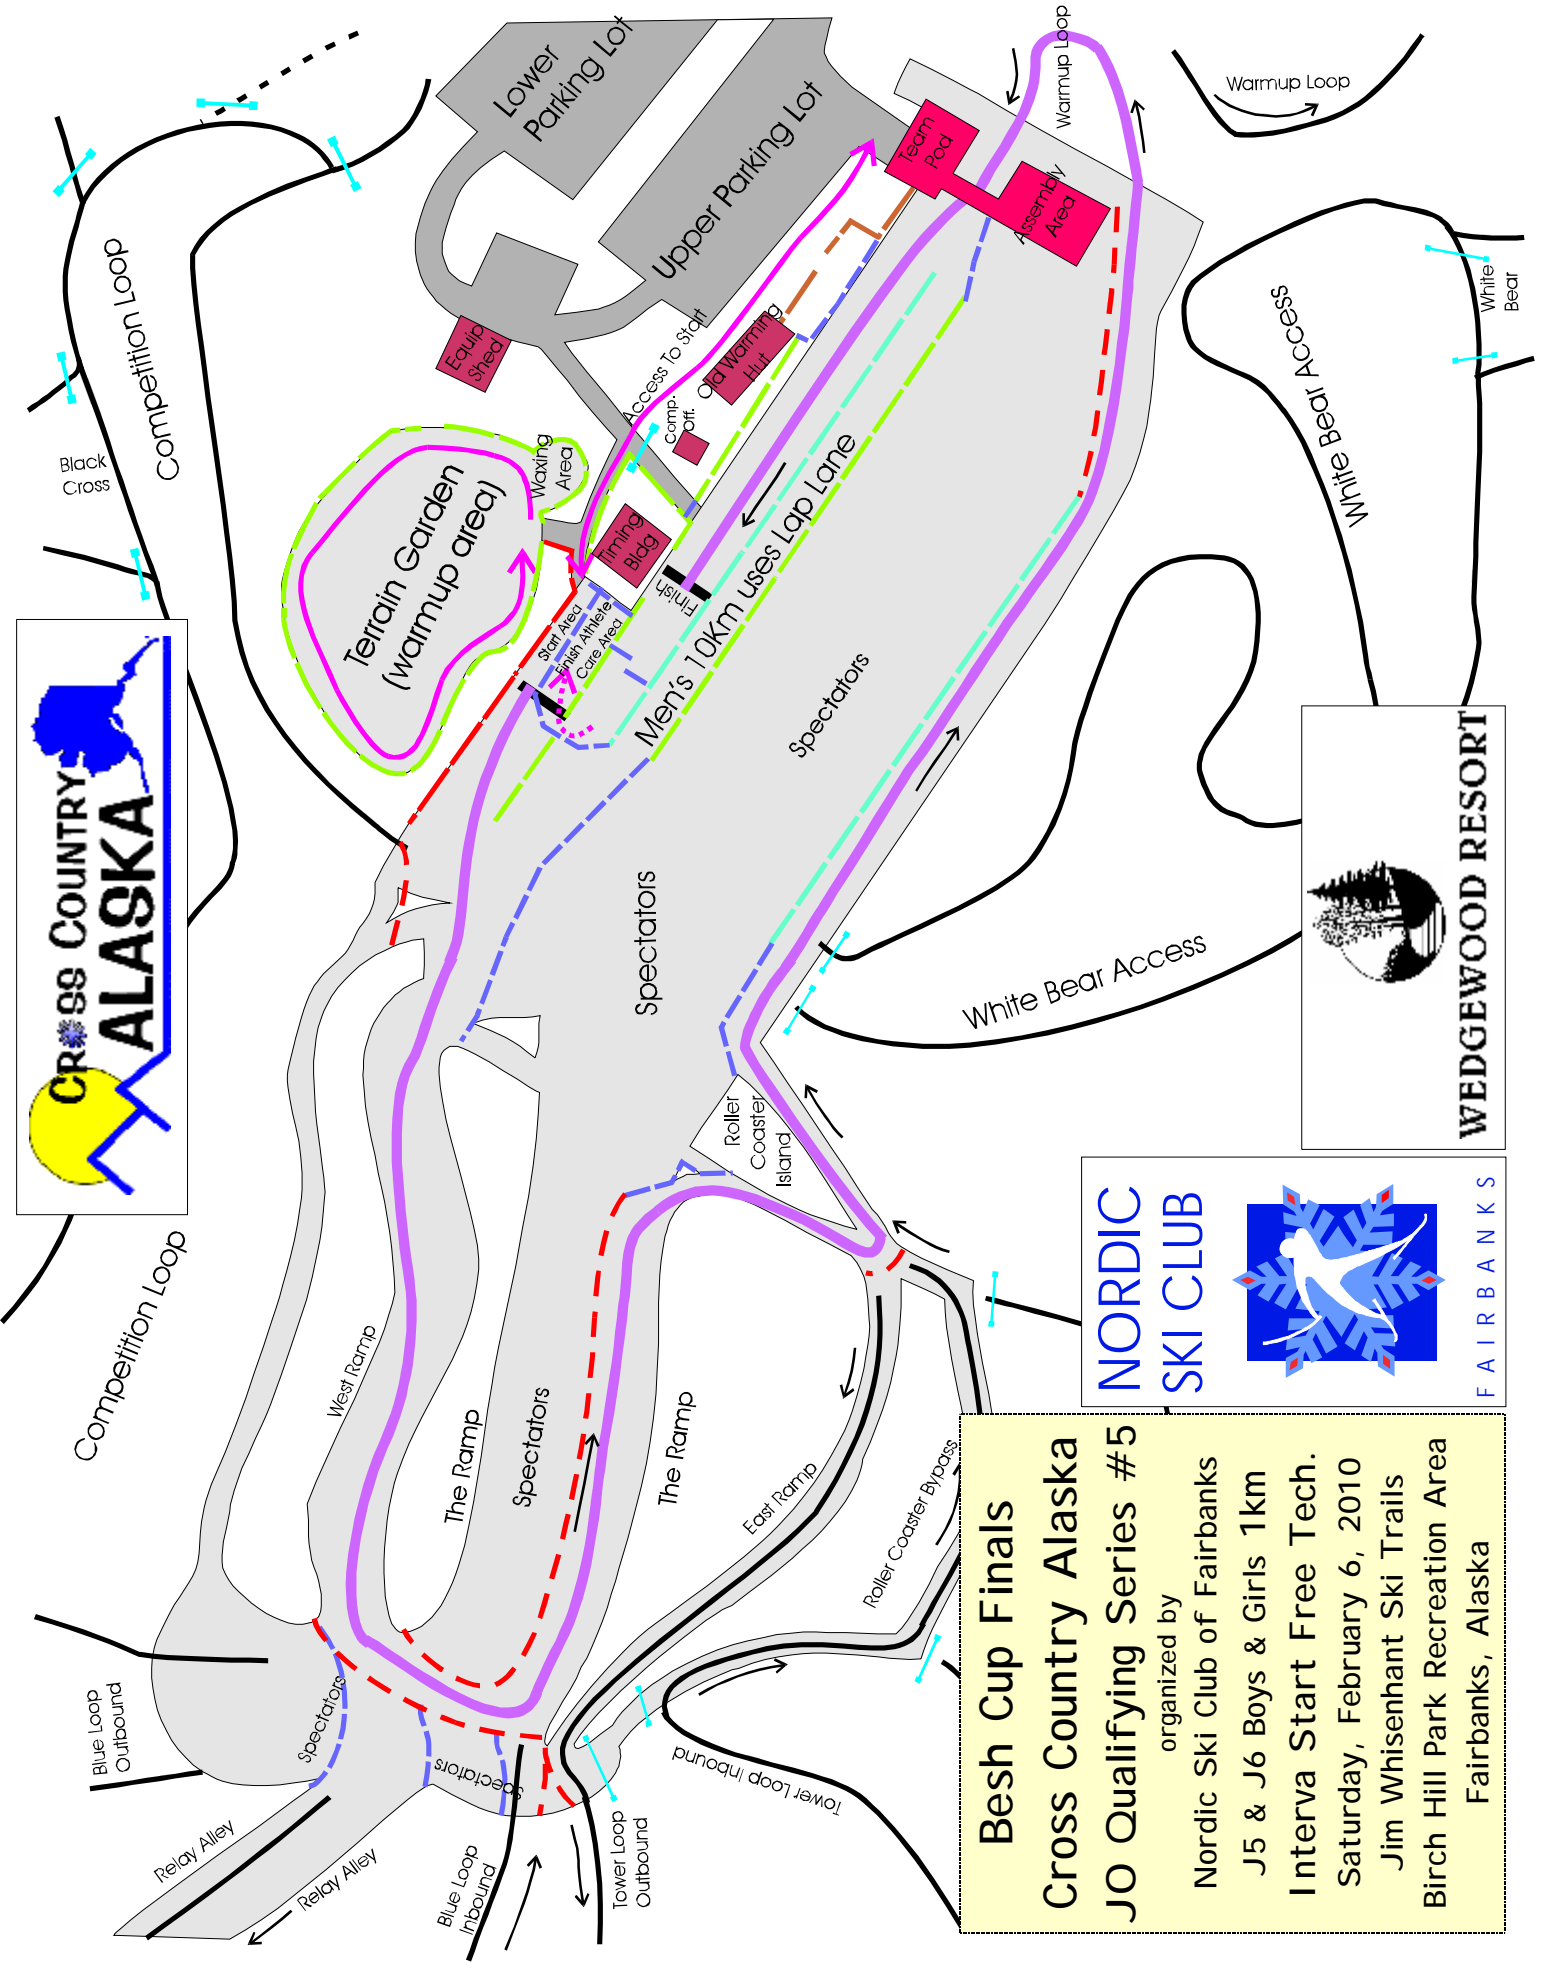 Lower
Parking Lot
Upper Parking Lot
Warmup Loop
Warmup Loop
Team
Pod
Assembly
Area
Competition Loop
Black
Cross
Equip
Shed
Access To Start
Old Warming
Hut
Comp.
Off.
Waxing
Area
Terrain Garden
(warmup area)
Timing
Bldg
Finish
Start Area
Finish Athlete
Care Area
Men's 10Km uses Lap Lane
Spectators
Spectators
White Bear Access
White
Bear
White Bear Access
CROSS COUNTRY
ALASKA
WEDGEWOOD RESORT
Roller
Coaster
Island
Competition Loop
West Ramp
The Ramp
Spectators
The Ramp
East Ramp
Roller Coaster Bypass
NORDIC
SKI CLUB
FAIRBANKS
Blue Loop
Outbound
Spectators
Spectators
Spectators
Relay Alley
Relay Alley
Blue Loop
Inbound
Tower Loop
Outbound
Tower Loop Inbound
Besh Cup Finals
Cross Country Alaska
JO Qualifying Series #5
organized by
Nordic Ski Club of Fairbanks
J5 & J6 Boys & Girls 1km
Interva Start Free Tech.
Saturday, February 6, 2010
Jim Whisenhant Ski Trails
Birch Hill Park Recreation Area
Fairbanks, Alaska